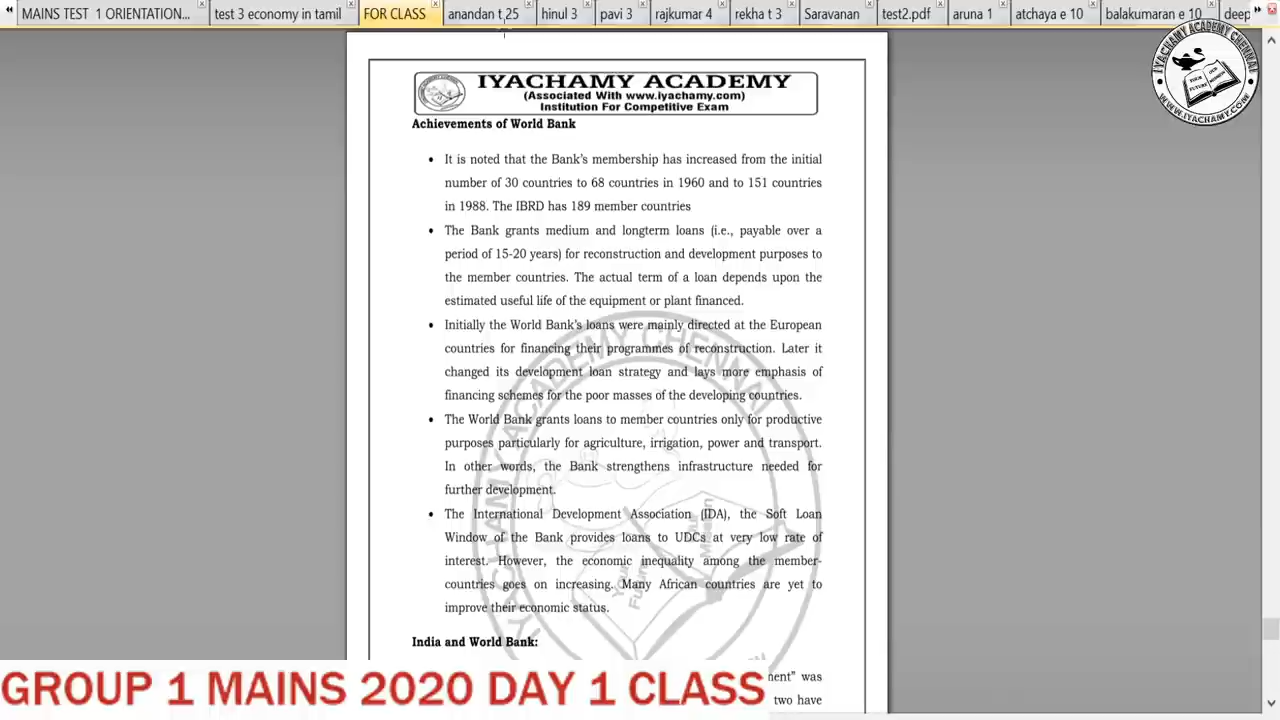 MAINS TEST 1 ORIENTATION... test 3 economy in tamil FOR CLASS anandan t 25 hinul 3 pavi 3 rajkumar 4 rekha t 3 Saravanan test2.pdf aruna 1 atchaya e 10 balakumaran e 10 deep
IYACHAMY ACADEMY CHENNAI
WWW.IYACHAMY.COM
IYACHAMY ACADEMY
(Associated With www.iyachamy.com)
Institution For Competitive Exam
Achievements of World Bank
• It is noted that the Bank's membership has increased from the initial
number of 30 countries to 68 countries in 1960 and to 151 countries
in 1988. The IBRD has 189 member countries
• The Bank grants medium and longterm loans (i.e., payable over a
period of 15-20 years) for reconstruction and development purposes to
the member countries. The actual term of a loan depends upon the
estimated useful life of the equipment or plant financed.
• Initially the World Bank's loans were mainly directed at the European
countries for financing their programmes of reconstruction. Later it
changed its development loan strategy and lays more emphasis of
financing schemes for the poor masses of the developing countries.
• The World Bank grants loans to member countries only for productive
purposes particularly for agriculture, irrigation, power and transport.
In other words, the Bank strengthens infrastructure needed for
further development.
• The International Development Association (IDA), the Soft Loan
Window of the Bank provides loans to UDCs at very low rate of
interest. However, the economic inequality among the member-
countries goes on increasing. Many African countries are yet to
improve their economic status.
India and World Bank:
ment" was
two have
GROUP 1 MAINS 2020 DAY 1 CLASS